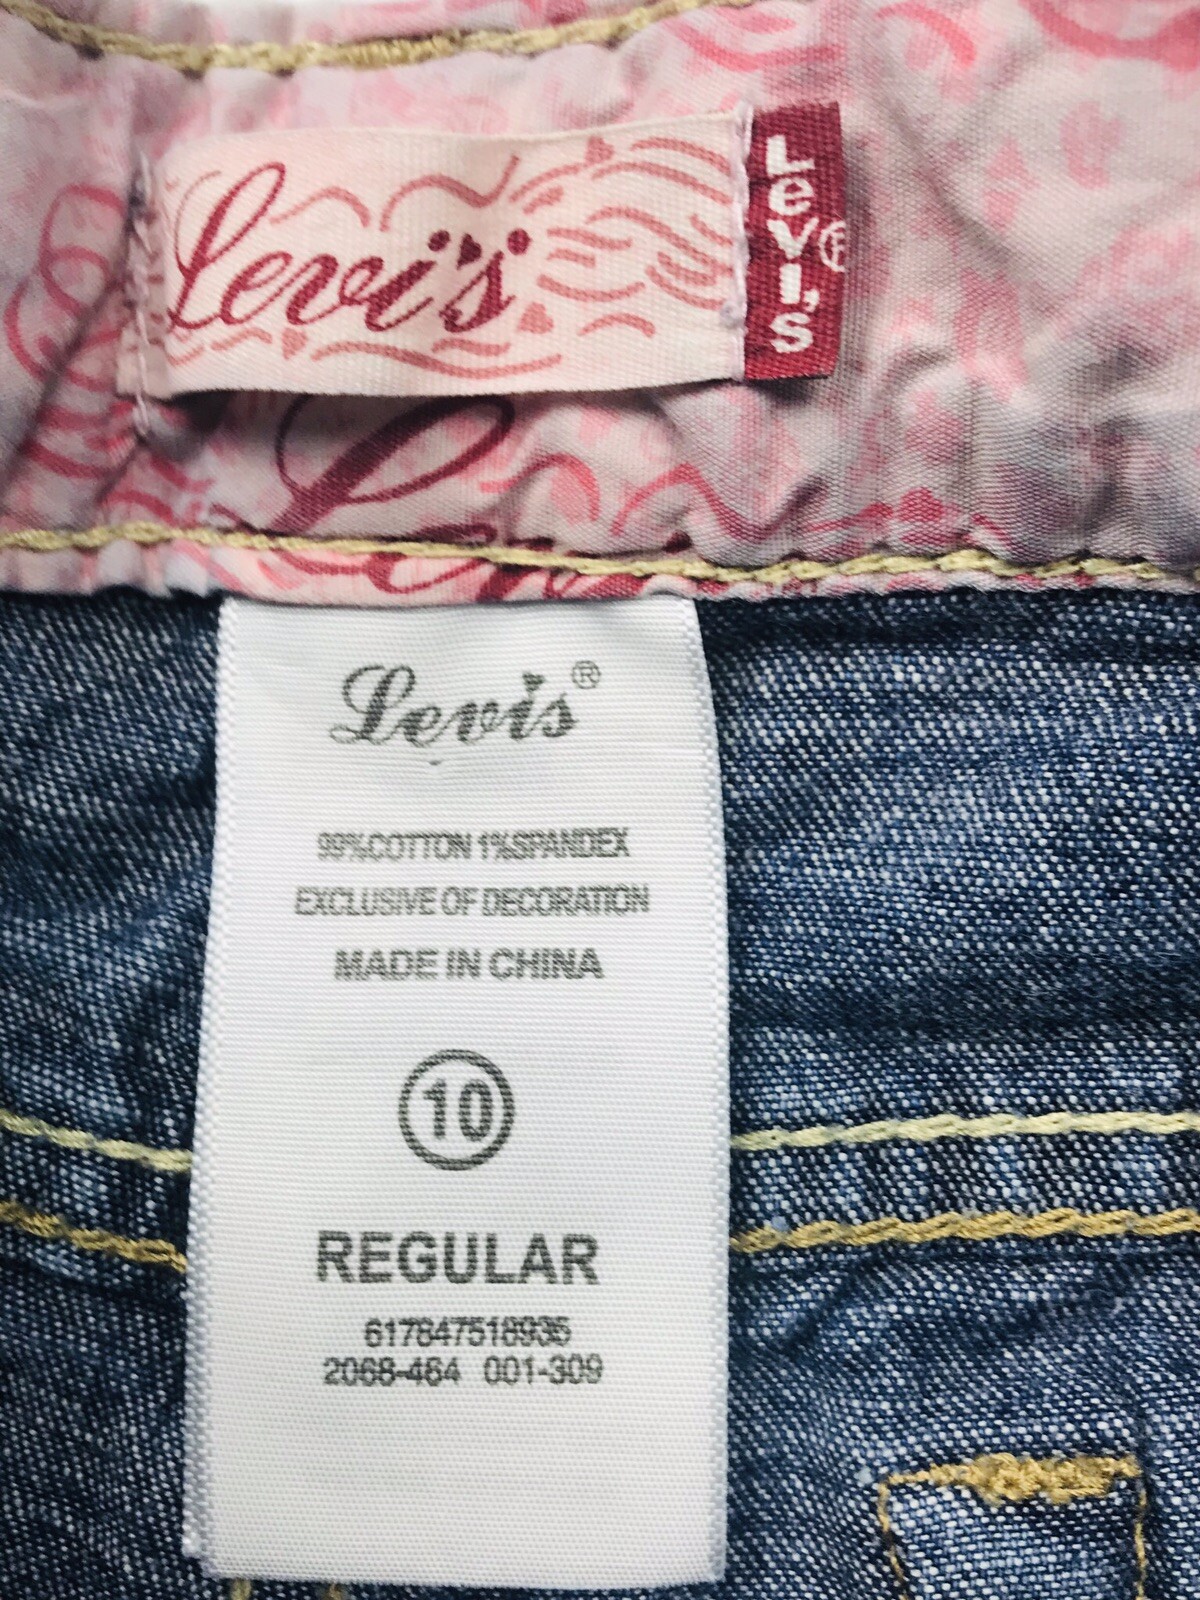 Levi's
LEVI'S®
Levis®
99%COTTON 1%SPANDEX
EXCLUSIVE OF DECORATION
MADE IN CHINA
10
REGULAR
617847518935
2068-464 001-309